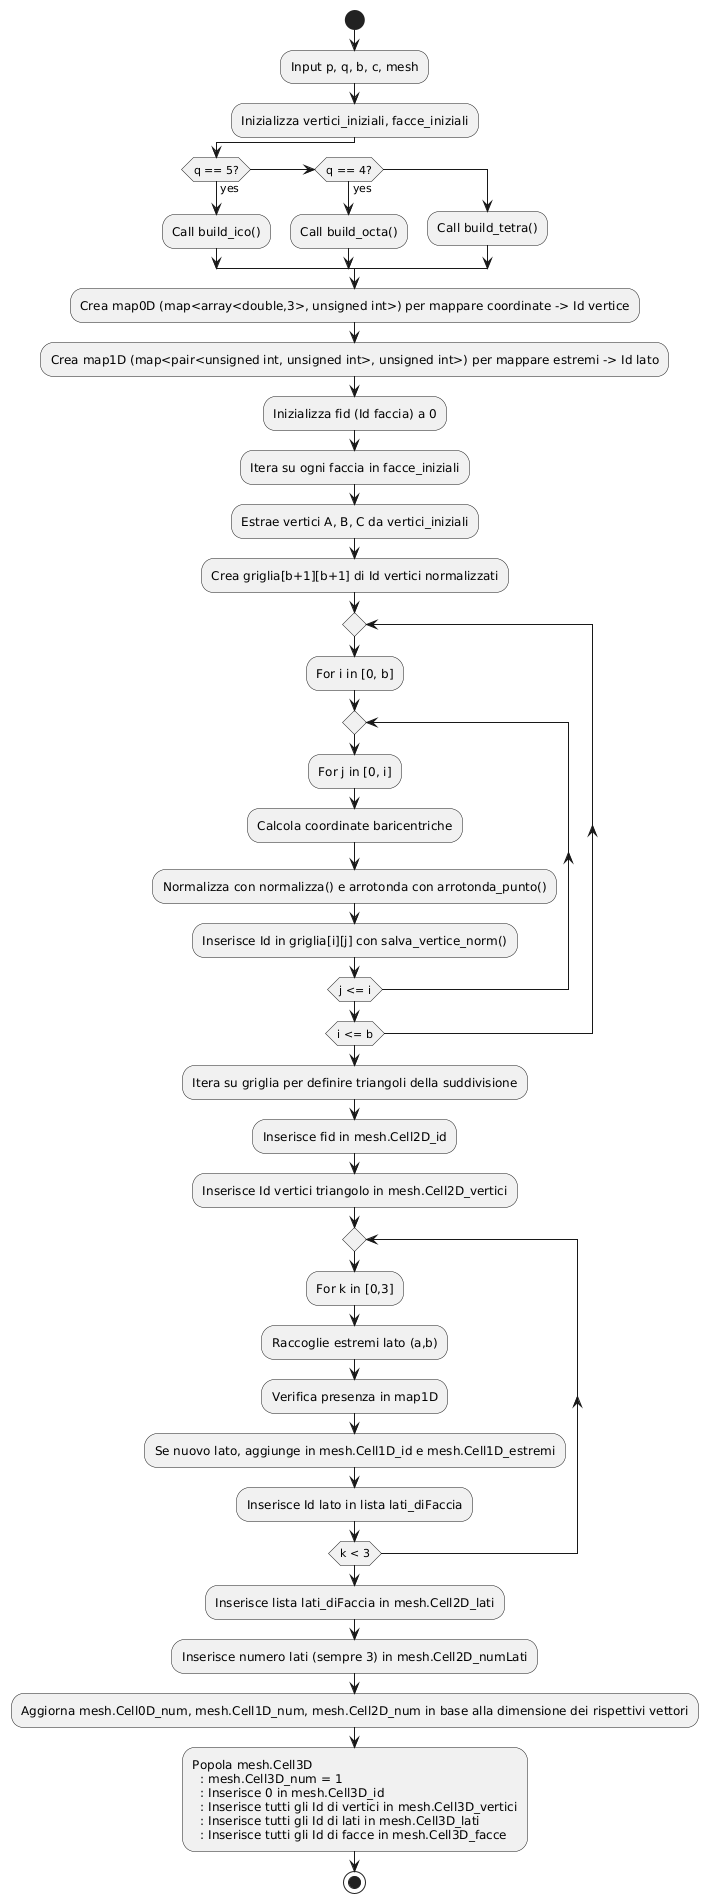 Input p, q, b, c, mesh
Inizializza vertici_iniziali, facce_iniziali
q == 5?
yes
q == 4?
yes
Call build_ico()
Call build_octa()
Call build_tetra()
Crea map0D (map<array<double,3>, unsigned int>) per mappare coordinate -> Id vertice
Crea map1D (map<pair<unsigned int, unsigned int>, unsigned int>) per mappare estremi -> Id lato
Inizializza fid (Id faccia) a 0
Itera su ogni faccia in facce_iniziali
Estrae vertici A, B, C da vertici_iniziali
Crea griglia[b+1][b+1] di Id vertici normalizzati
For i in [0, b]
For j in [0, i]
Calcola coordinate baricentriche
Normalizza con normalizza() e arrotonda con arrotonda_punto()
Inserisce Id in griglia[i][j] con salva_vertice_norm()
j <= i
i <= b
Itera su griglia per definire triangoli della suddivisione
Inserisce fid in mesh.Cell2D_id
Inserisce Id vertici triangolo in mesh.Cell2D_vertici
For k in [0,3]
Raccoglie estremi lato (a,b)
Verifica presenza in map1D
Se nuovo lato, aggiunge in mesh.Cell1D_id e mesh.Cell1D_estremi
Inserisce Id lato in lista lati_diFaccia
k < 3
Inserisce lista lati_diFaccia in mesh.Cell2D_lati
Inserisce numero lati (sempre 3) in mesh.Cell2D_numLati
Aggiorna mesh.Cell0D_num, mesh.Cell1D_num, mesh.Cell2D_num in base alla dimensione dei rispettivi vettori
Popola mesh.Cell3D
: mesh.Cell3D_num = 1
: Inserisce 0 in mesh.Cell3D_id
: Inserisce tutti gli Id di vertici in mesh.Cell3D_vertici
: Inserisce tutti gli Id di lati in mesh.Cell3D_lati
: Inserisce tutti gli Id di facce in mesh.Cell3D_facce